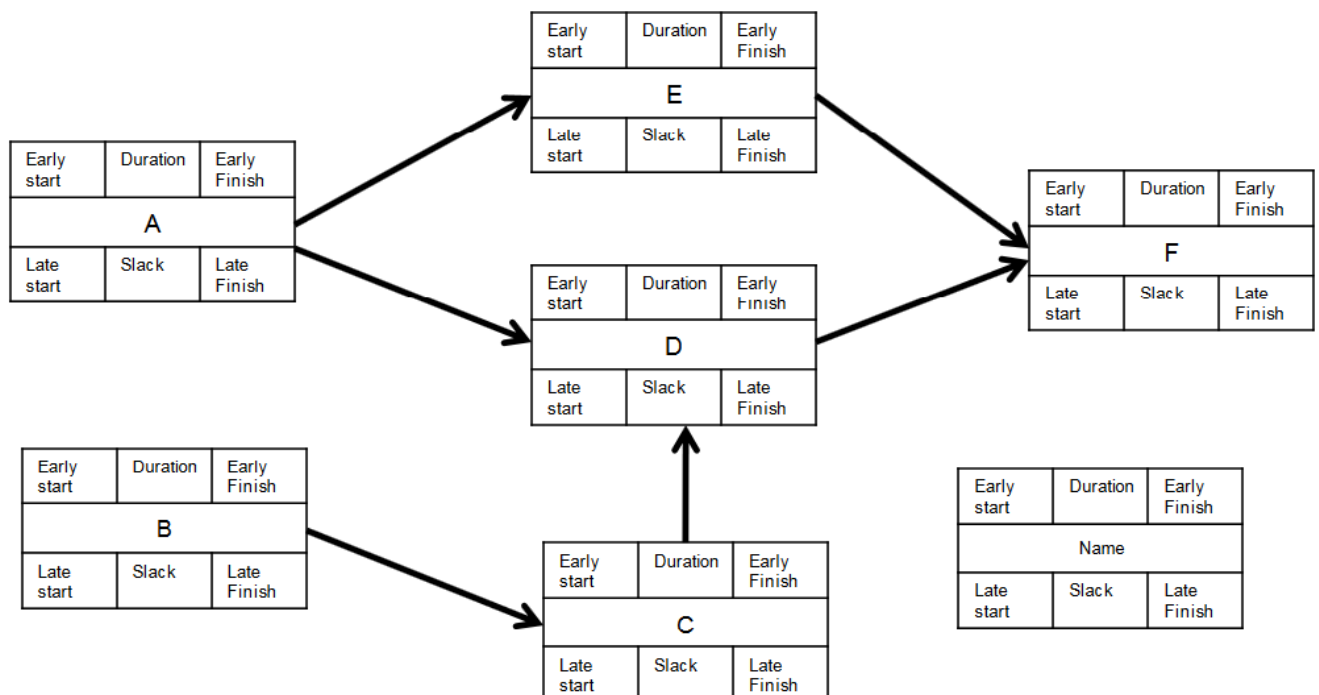 Early Duration Early
start Finish
E
Late Slack Late
start Finish
Early Duration Early
start Finish
A
Late Slack Late
start Finish
Early Duration Early
start Finish
F
Late Slack Late
start Finish
Early Duration Early
start Finish
D
Late Slack Late
start Finish
Early Duration Early
start Finish
B
Late Slack Late
start Finish
Early Duration Early
start Finish
Name
Late Slack Late
start Finish
Early Duration Early
start Finish
C
Late Slack Late
start Finish